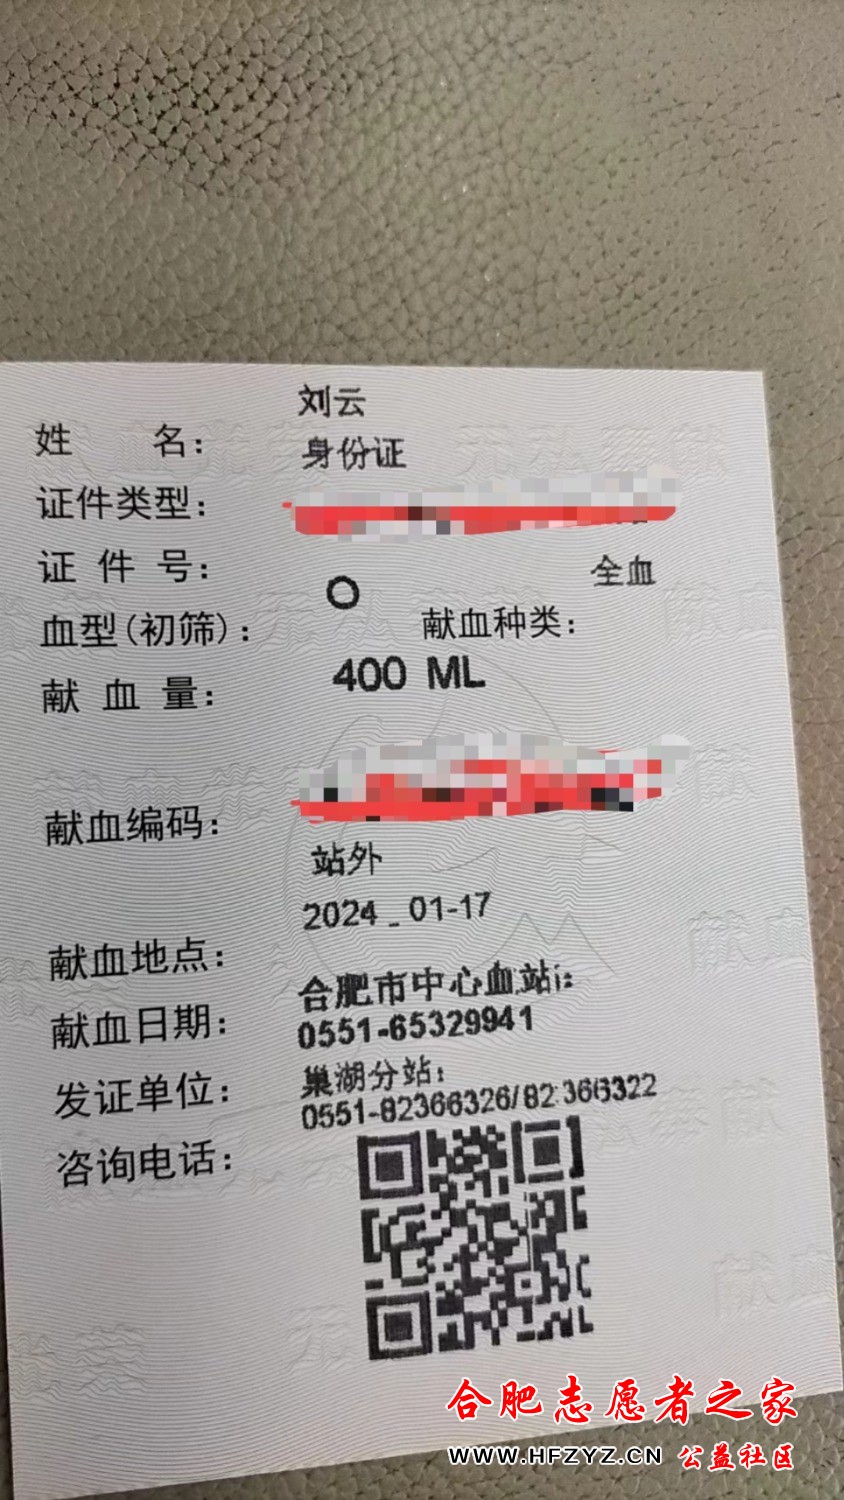 刘云
姓 名：
身份证
证件类型：
证件号：
全血
O
血型(初筛)： 献血种类：
400 ML
献血量：
献血编码：
站外
2024-01-17
献血地点：
合肥市中心血站：
献血日期：
0551-65329941
巢湖分站：
发证单位：
0551-82366326/82366322
咨询电话：
合肥志愿者之家
WWW.HFZYZ.CN 公益社区